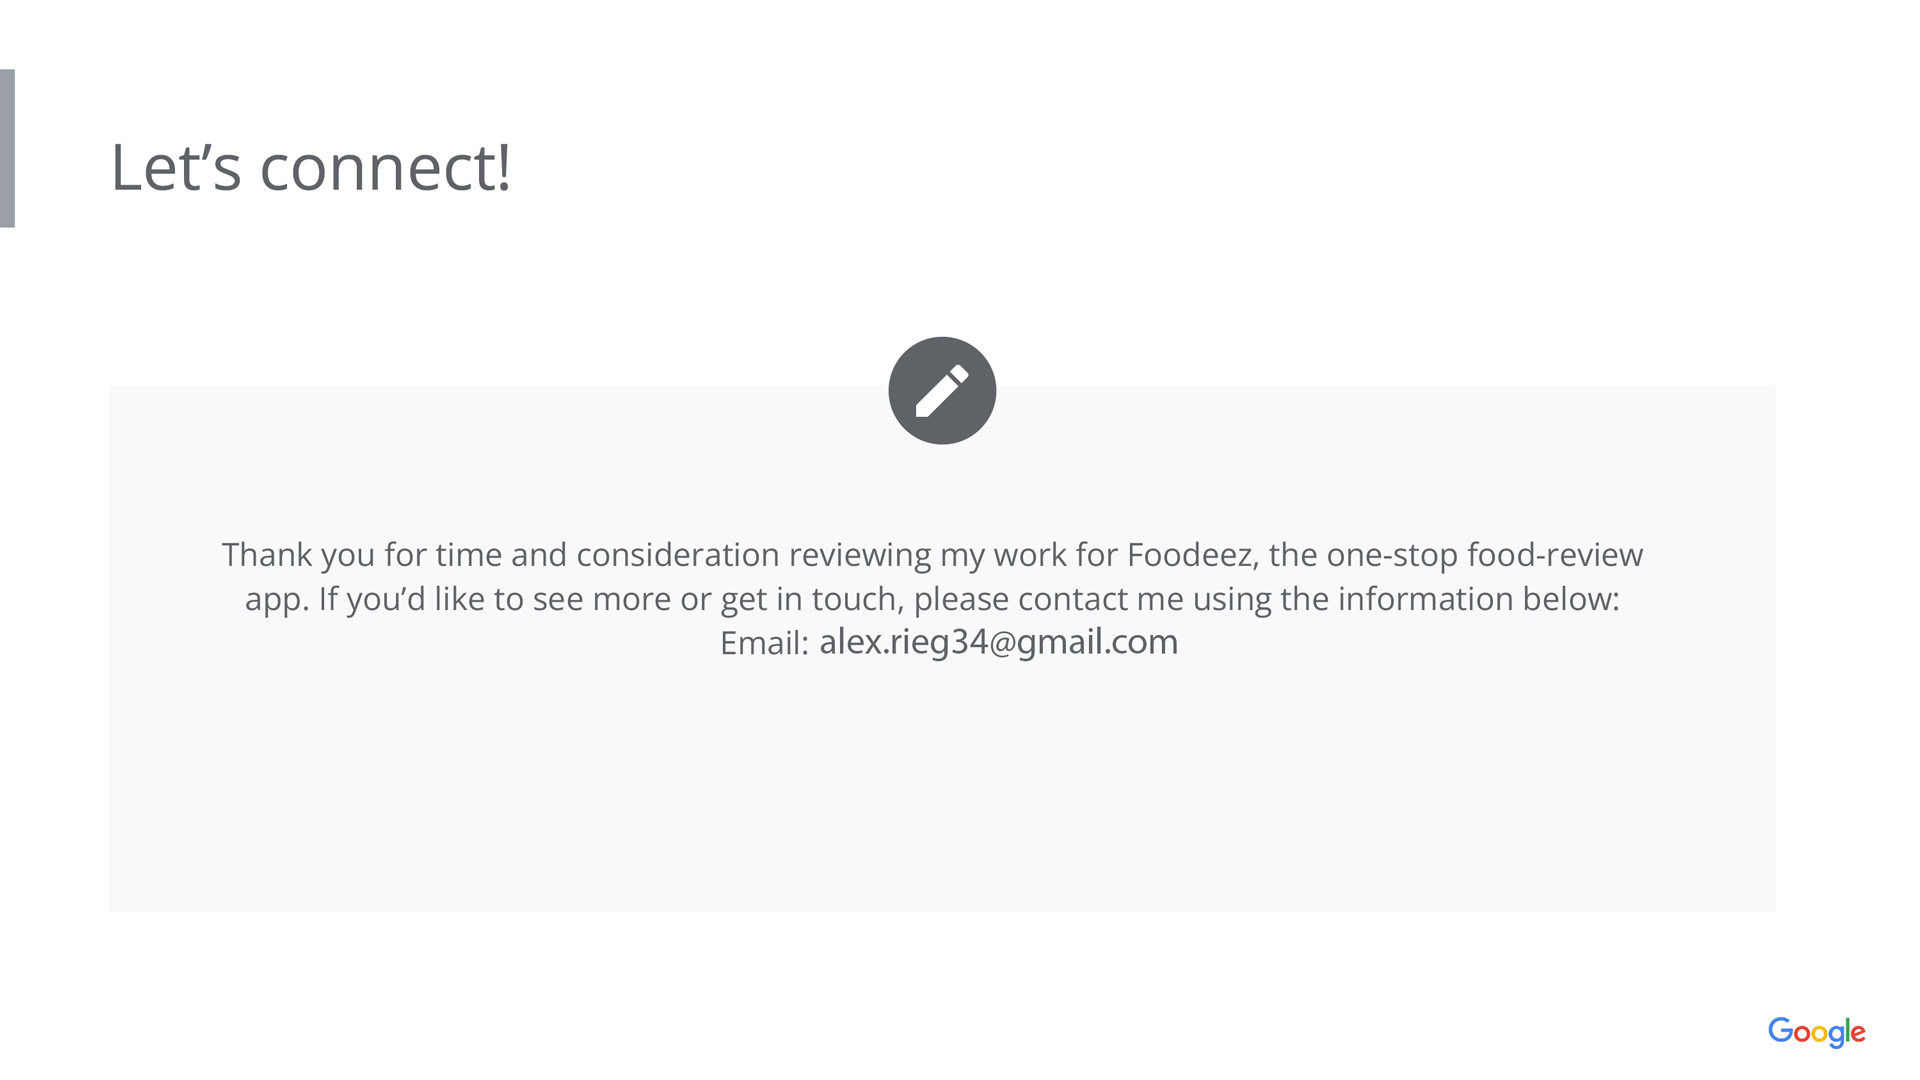 Let’s connect!
Thank you for time and consideration reviewing my work for Foodeez, the one-stop food-review
app. If you’d like to see more or get in touch, please contact me using the information below:
Email: alex.rieg34@gmail.com
Google